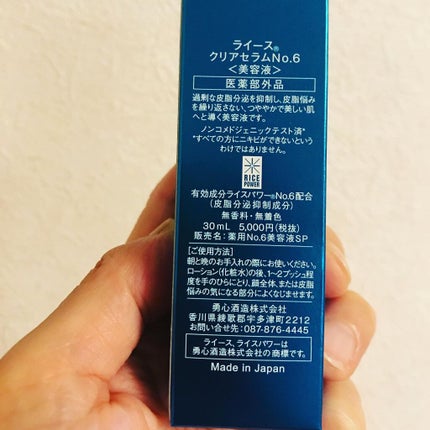 ライース®
クリアセラムNo.6
<美容液>
医薬部外品
過剰な皮脂分泌を抑制し、皮脂悩み
を繰り返さない、つややかで美しい肌
へと導く美容液です。
ノンコメドジェニックテスト済*
*すべての方にニキビができないという
わけではありません。
RICE
POWER
有効成分ライスパワー®No.6配合
(皮脂分泌抑制成分)
無香料・無着色
30mL 5,000円(税抜)
販売名:薬用No.6美容液SP
[ご使用方法]
朝と晩のお手入れの際にお使いください。
ローション(化粧水)の後、1~2プッシュ程
度を手のひらにとり、顔全体、または皮脂
悩みの気になる部分によくなじませます。
勇心酒造株式会社
香川県綾歌郡宇多津町2212
お問い合せ先:087-876-4445
ライース、ライスパワーは
勇心酒造株式会社の商標です。
Made in Japan